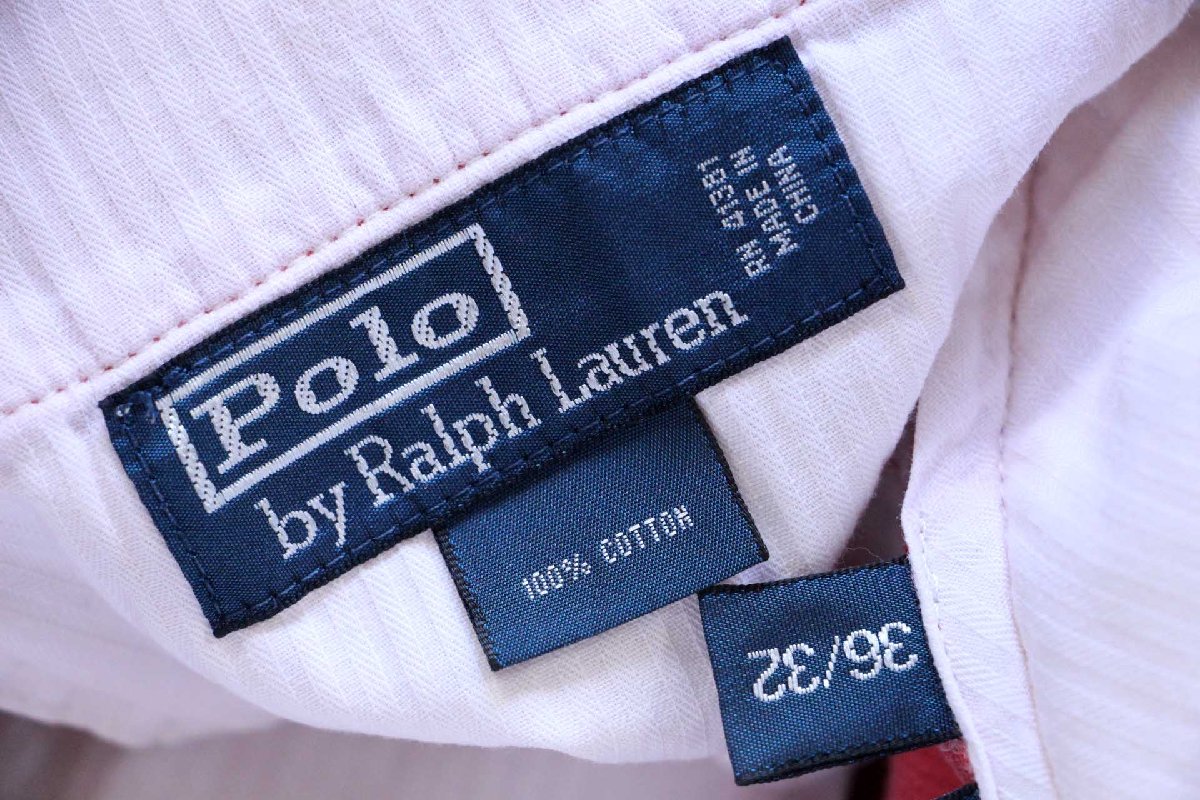 Polo
by Ralph Lauren
RN 41381
MADE IN
CHINA
100% COTTON
36/32